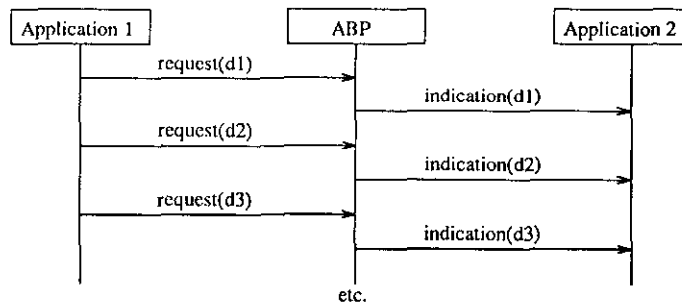 Application 1
ABP
Application 2
request(d1)
indication(d1)
request(d2)
indication(d2)
request(d3)
indication(d3)
etc.